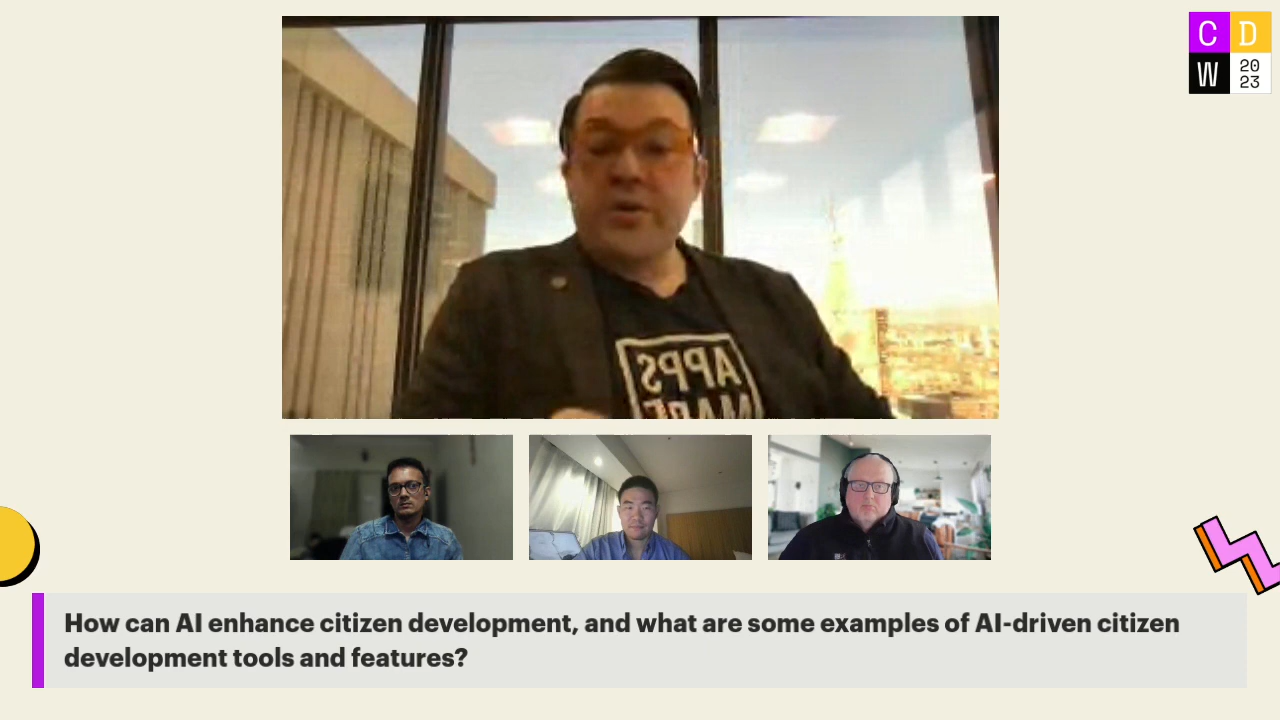 C D
W 20
23
APPS
MADE
How can AI enhance citizen development, and what are some examples of AI-driven citizen
development tools and features?